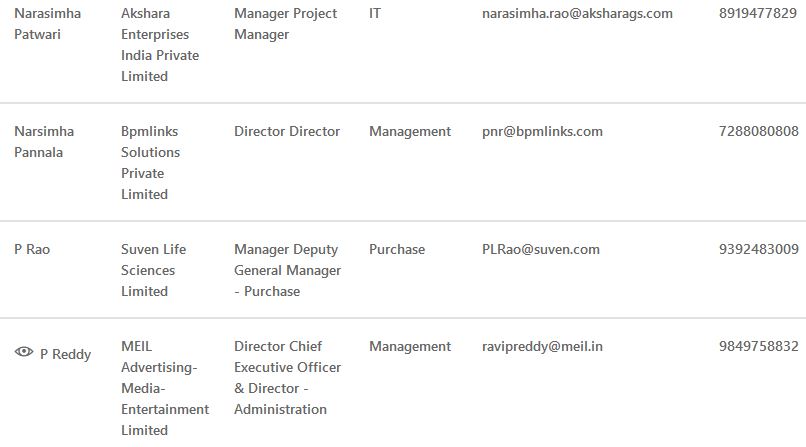 Narasimha Patwari Akshara Enterprises India Private Limited Manager Project Manager IT narasimha.rao@aksharags.com 8919477829
Narsimha Pannala Bpmlinks Solutions Private Limited Director Director Management pnr@bpmlinks.com 7288080808
P Rao Suven Life Sciences Limited Manager Deputy General Manager - Purchase Purchase PLRao@suven.com 9392483009
P Reddy MEIL Advertising-Media-Entertainment Limited Director Chief Executive Officer & Director - Administration Management ravipreddy@meil.in 9849758832